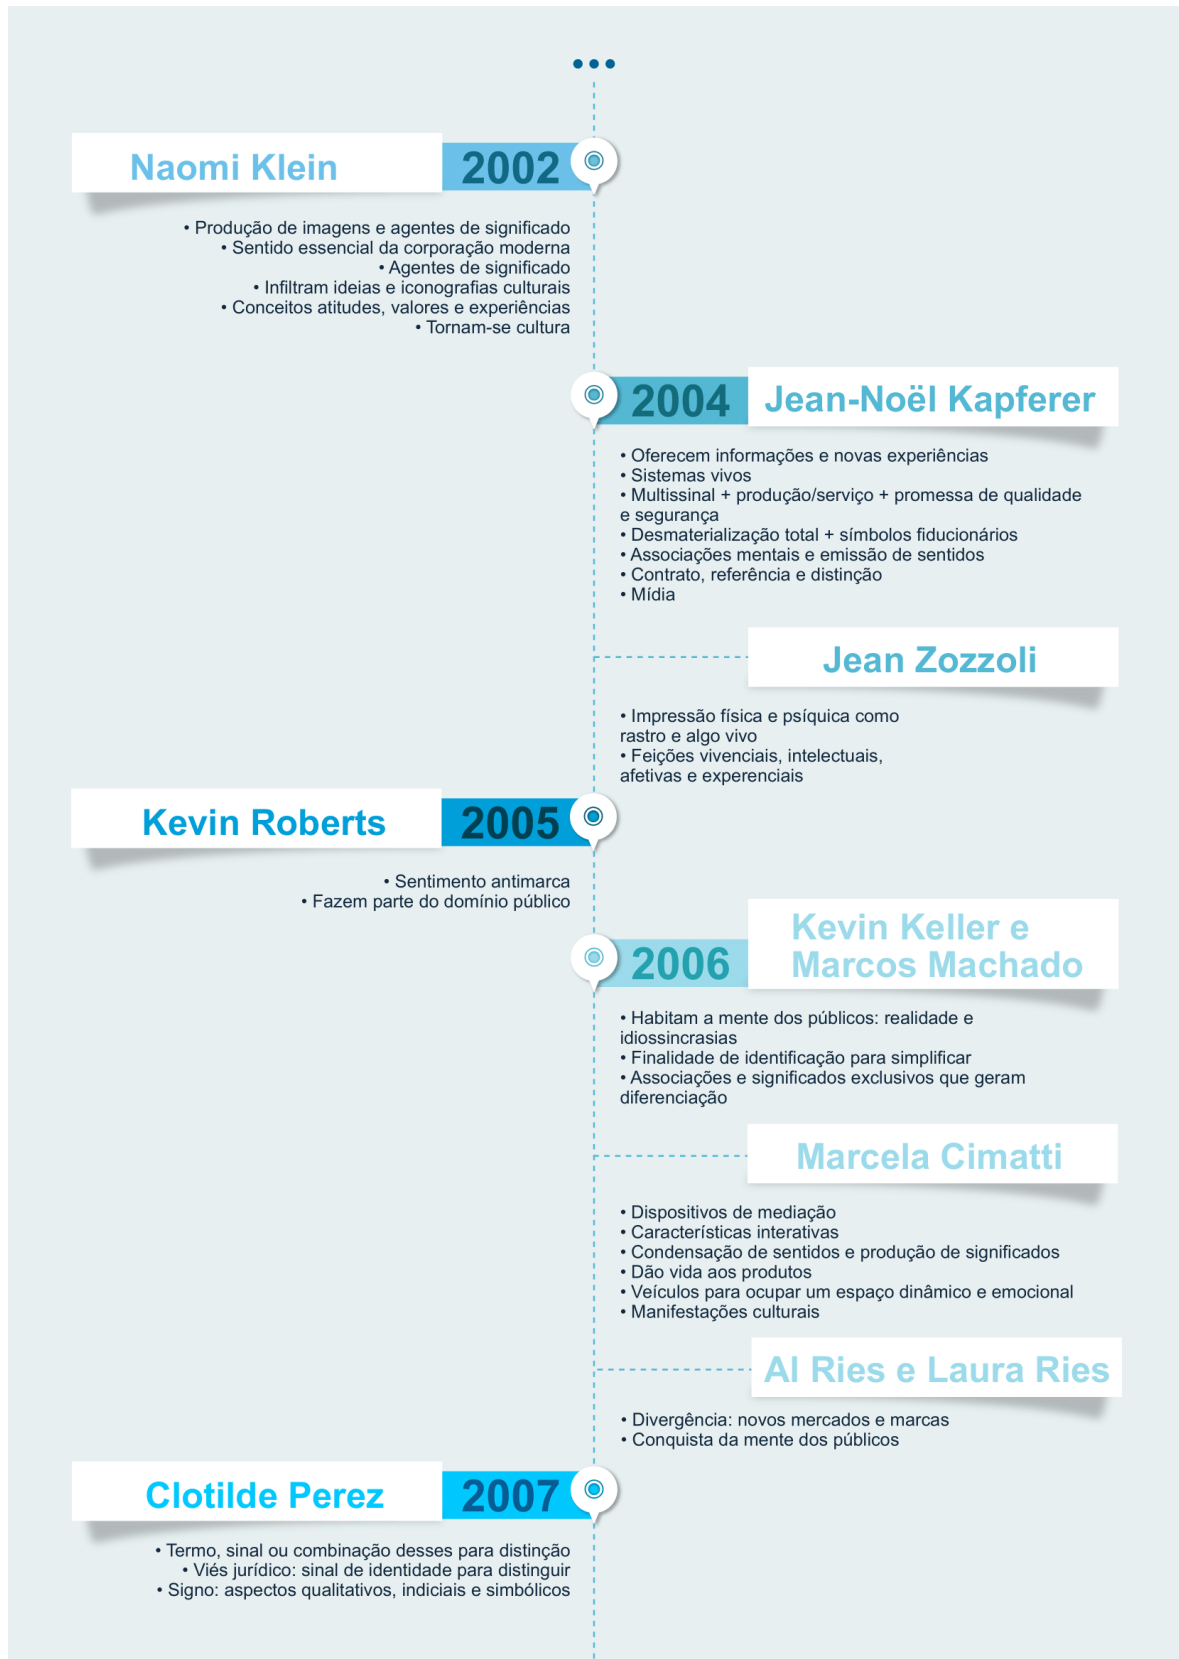 Naomi Klein 2002
• Produção de imagens e agentes de significado
• Sentido essencial da corporação moderna
• Agentes de significado
• Infiltram ideias e iconografias culturais
• Conceitos atitudes, valores e experiências
• Tornam-se cultura
2004 Jean-Noël Kapferer
• Oferecem informações e novas experiências
• Sistemas vivos
• Multissinal + produção/serviço + promessa de qualidade
e segurança
• Desmaterialização total + símbolos fiducionários
• Associações mentais e emissão de sentidos
• Contrato, referência e distinção
• Mídia
Jean Zozzoli
• Impressão física e psíquica como
rastro e algo vivo
• Feições vivenciais, intelectuais,
afetivas e experenciais
Kevin Roberts 2005
• Sentimento antimarca
• Fazem parte do domínio público
2006 Kevin Keller e
Marcos Machado
• Habitam a mente dos públicos: realidade e
idiossincrasias
• Finalidade de identificação para simplificar
• Associações e significados exclusivos que geram
diferenciação
Marcela Cimatti
• Dispositivos de mediação
• Características interativas
• Condensação de sentidos e produção de significados
• Dão vida aos produtos
• Veículos para ocupar um espaço dinâmico e emocional
• Manifestações culturais
Al Ries e Laura Ries
• Divergência: novos mercados e marcas
• Conquista da mente dos públicos
Clotilde Perez 2007
• Termo, sinal ou combinação desses para distinção
• Viés jurídico: sinal de identidade para distinguir
• Signo: aspectos qualitativos, indiciais e simbólicos